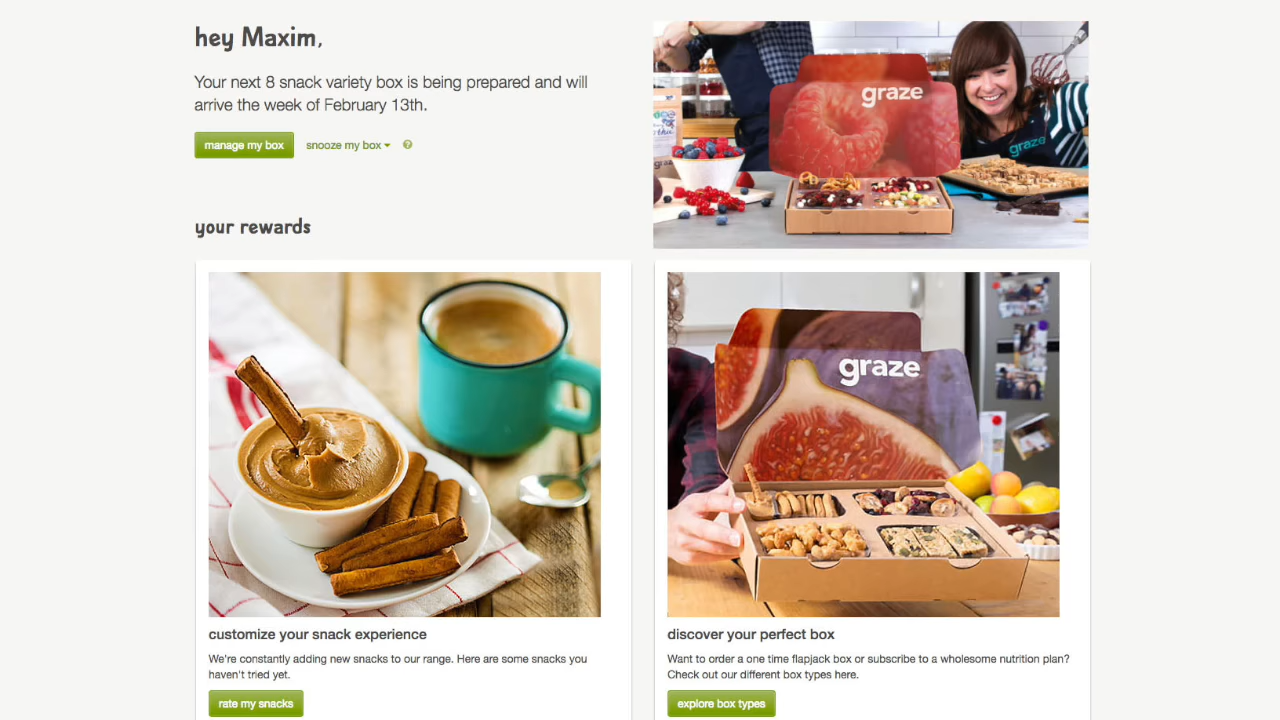 hey Maxim,
Your next 8 snack variety box is being prepared and will
arrive the week of February 13th.
manage my box
snooze my box
?
graze
graze
your rewards
graze
customize your snack experience
We're constantly adding new snacks to our range. Here are some snacks you
haven't tried yet.
rate my snacks
discover your perfect box
Want to order a one time flapjack box or subscribe to a wholesome nutrition plan?
Check out our different box types here.
explore box types